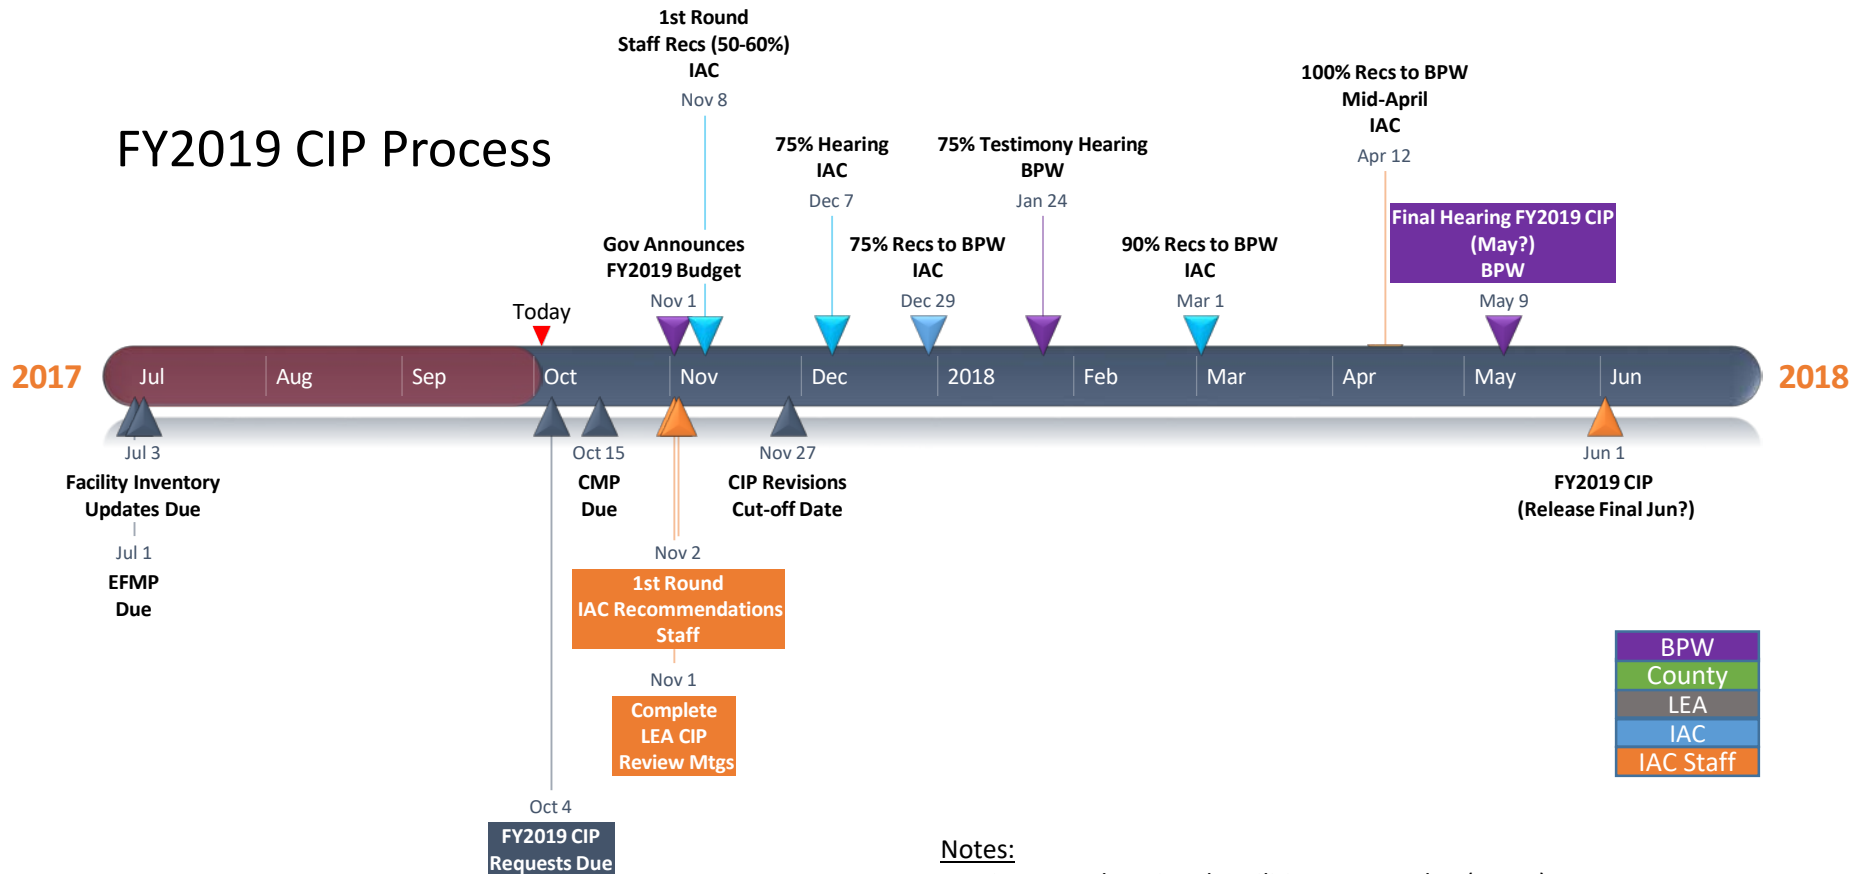 FY2019 CIP Process
1st Round
Staff Recs (50-60%)
IAC
Nov 8
Gov Announces
FY2019 Budget
Nov 1
75% Hearing
IAC
Dec 7
75% Recs to BPW
IAC
Dec 29
75% Testimony Hearing
BPW
Jan 24
90% Recs to BPW
IAC
Mar 1
100% Recs to BPW
Mid-April
IAC
Apr 12
Final Hearing FY2019 CIP
(May?)
BPW
May 9
Today
2017
Jul
Aug
Sep
Oct
Nov
Dec
2018
Feb
Mar
Apr
May
Jun
2018
Jul 3
Facility Inventory
Updates Due
Jul 1
EFMP
Due
Oct 15
CMP
Due
Nov 27
CIP Revisions
Cut-off Date
Nov 2
1st Round
IAC Recommendations
Staff
Nov 1
Complete
LEA CIP
Review Mtgs
Oct 4
FY2019 CIP
Requests Due
Jun 1
FY2019 CIP
(Release Final Jun?)
BPW
County
LEA
IAC
IAC Staff
Notes: